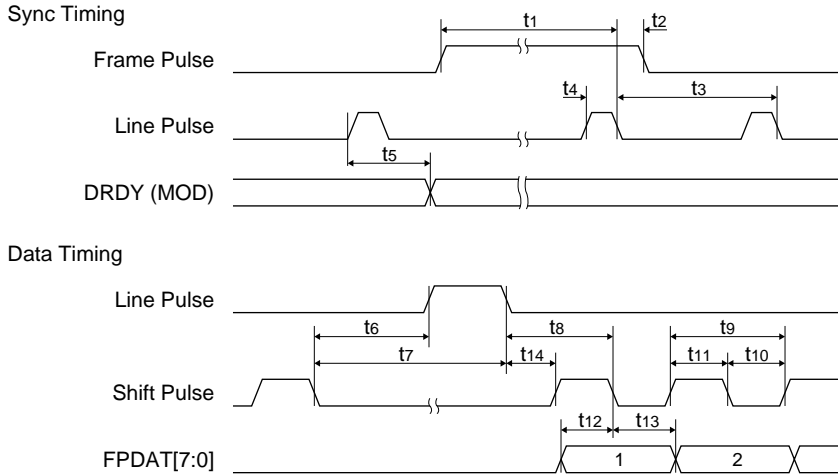 Sync Timing
t1 t2
Frame Pulse
t4 t3
Line Pulse
t5
DRDY (MOD)
Data Timing
Line Pulse
t6 t8 t9
t7 t14 t11 t10
Shift Pulse
t12 t13
FPDAT[7:0] 1 2